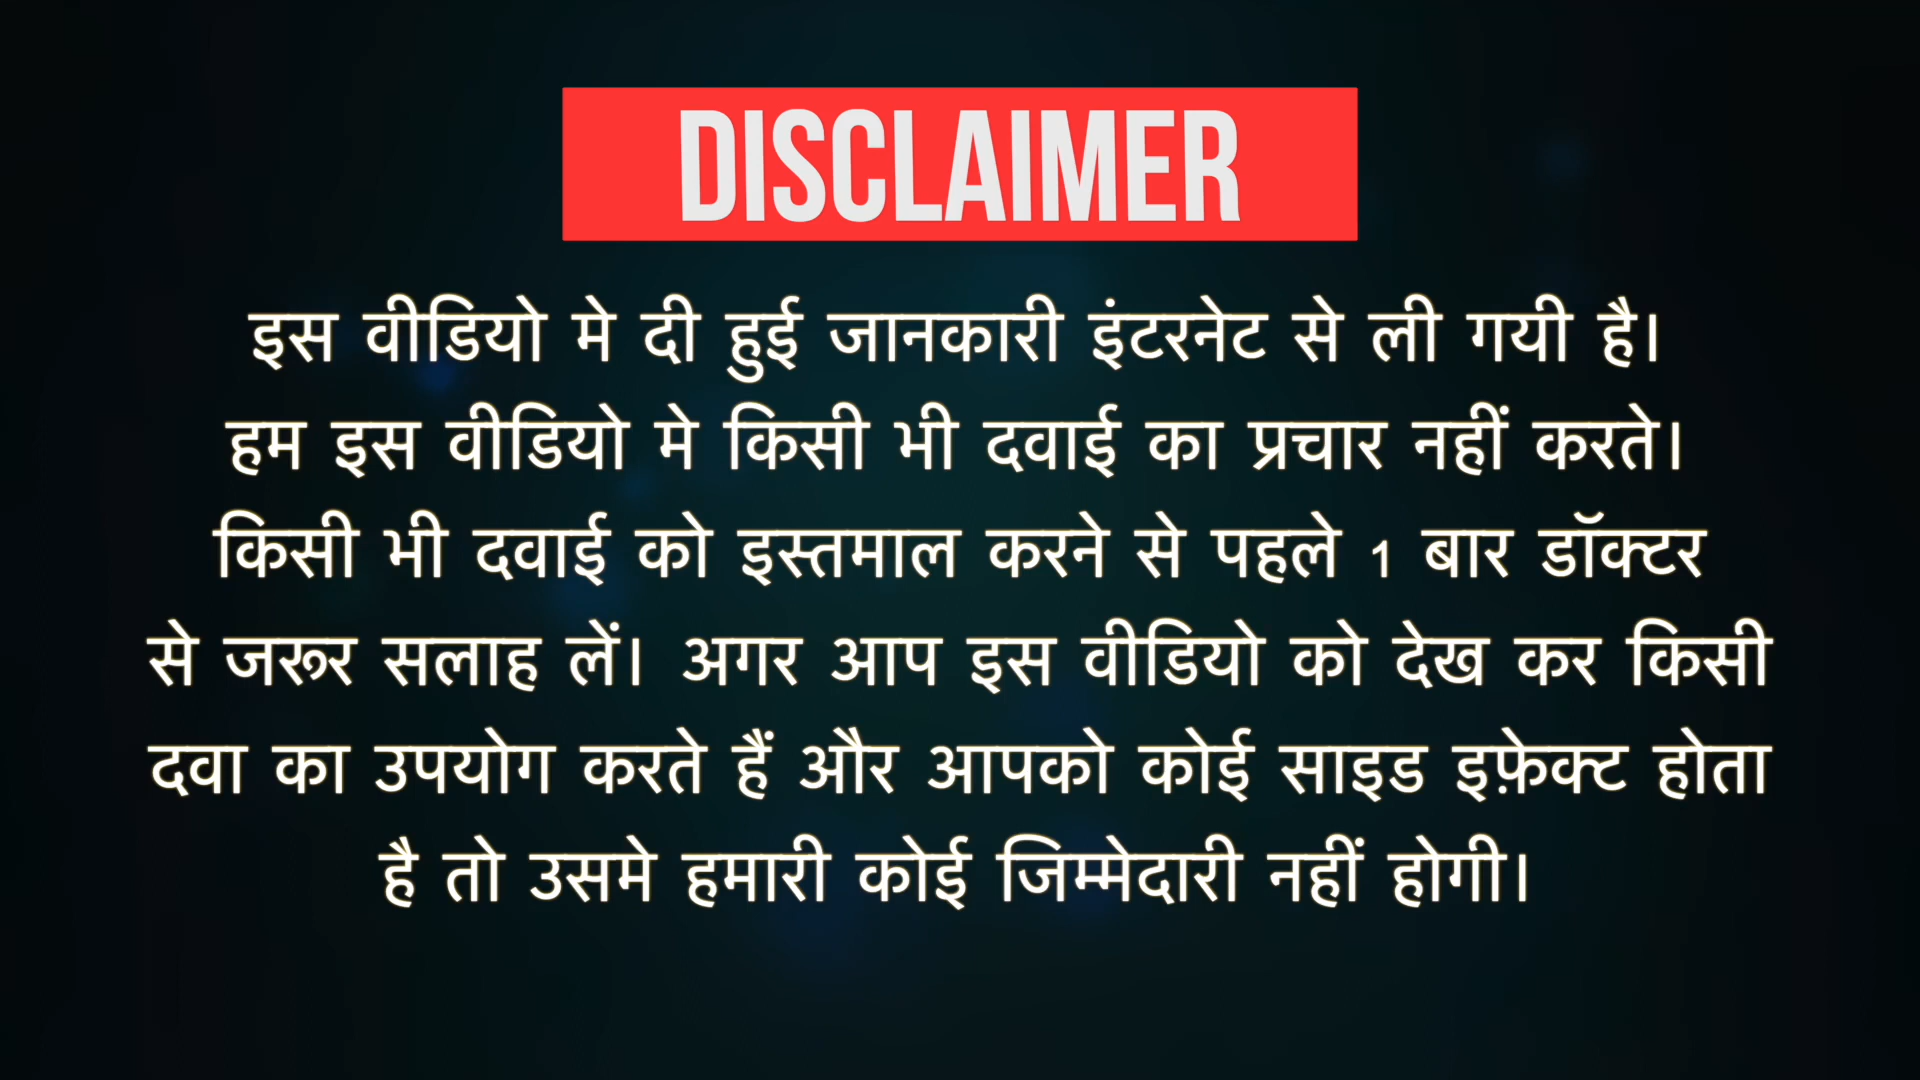 DISCLAIMER
इस वीडियो मे दी हुई जानकारी इंटरनेट से ली गयी है।
हम इस वीडियो मे किसी भी दवाई का प्रचार नहीं करते।
किसी भी दवाई को इस्तमाल करने से पहले 1 बार डॉक्टर
से जरूर सलाह लें। अगर आप इस वीडियो को देख कर किसी
दवा का उपयोग करते हैं और आपको कोई साइड इफ़ेक्ट होता
है तो उसमे हमारी कोई जिम्मेदारी नहीं होगी।